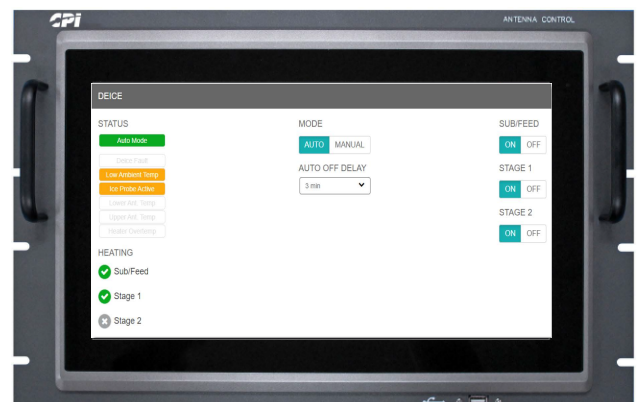 CPI
ANTENNA CONTROL
DEICE
STATUS
Auto Mode
Deice Fault
Low Ambient Temp
Ice Probe Active
Lower Ant. Temp
Upper Ant. Temp
Heater Overtemp
HEATING
Sub/Feed
Stage 1
Stage 2
MODE
AUTO MANUAL
AUTO OFF DELAY
3 min
SUB/FEED
ON OFF
STAGE 1
ON OFF
STAGE 2
ON OFF